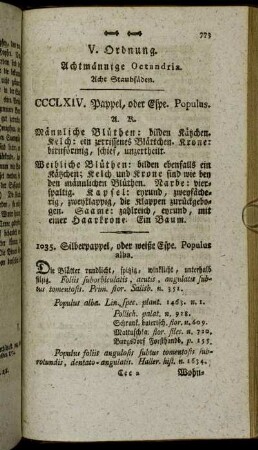 773
V. Ordnung.
Achtmännige Octandria.
Acht Staubfäden.
CCCLXIV. Pappel, oder Espe. Populus.
A. K.
Männliche Blüthen: bilden Kätzchen.
Kelch: ein zerrissenes Blättchen. Krone:
birnförmig, schief, unzertheilt.
Weibliche Blüthen: bilden ebenfalls ein
Kätzchen; Kelch und Krone sind wie bey
den männlichen Blüthen. Narbe: vier-
spaltig. Kapsel: eyrund, zweyfäche-
rig, zweyklappig, die Klappen zurückgebo-
gen. Saame: zahlreich, eyrund, mit
einer Haarkrone. Ein Baum.
1035. Silberpappel, oder weiße Espe. Populus
alba.
Die Blätter rundlicht, spitzig, winklicht, unterhalb
filzig. Foliis suborbiculatis, acutis, angulatis sub-
tus tomentosis. Prim. flor. Salisb. n. 351.
Populus alba. Lin. spec. plant. 1463. n. 1.
Pollich. palat. n. 928.
Schrank. baierisch. flor. n. 609.
Mattuschka flor. siles. n. 720,
Burgsdorf Forsthandb. p. 155.
Populus foliis angulosis subtus tomentosis sub-
rotundis, dentato-angulatis. Haller hist. n. 1634.
Ccc 2 Wohn-